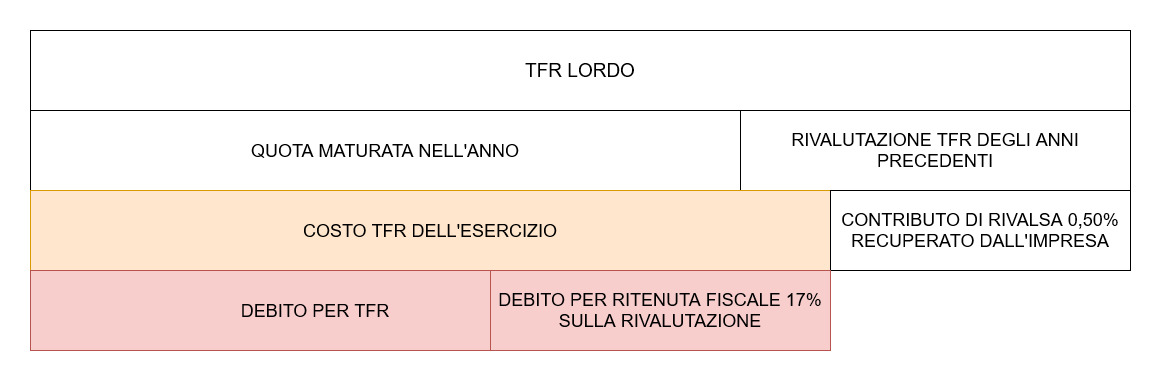 TFR LORDO
QUOTA MATURATA NELL'ANNO
RIVALUTAZIONE TFR DEGLI ANNI
PRECEDENTI
COSTO TFR DELL'ESERCIZIO
CONTRIBUTO DI RIVALSA 0,50%
RECUPERATO DALL'IMPRESA
DEBITO PER TFR
DEBITO PER RITENUTA FISCALE 17%
SULLA RIVALUTAZIONE